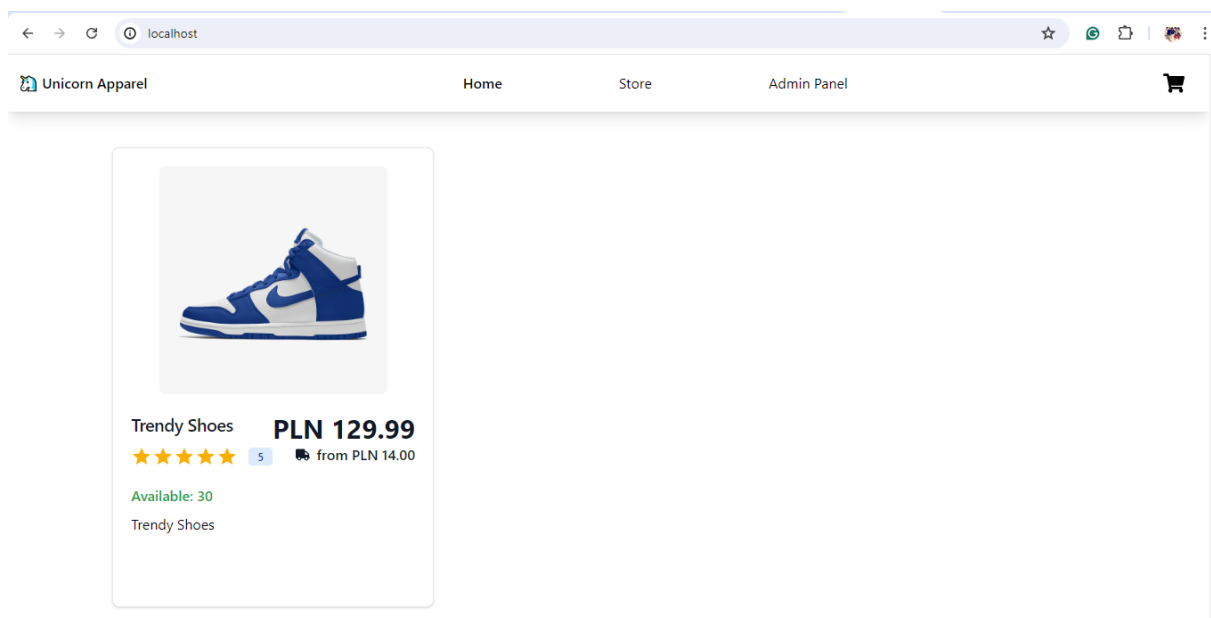 localhost
Unicorn Apparel Home Store Admin Panel
Trendy Shoes PLN 129.99
5 from PLN 14.00
Available: 30
Trendy Shoes